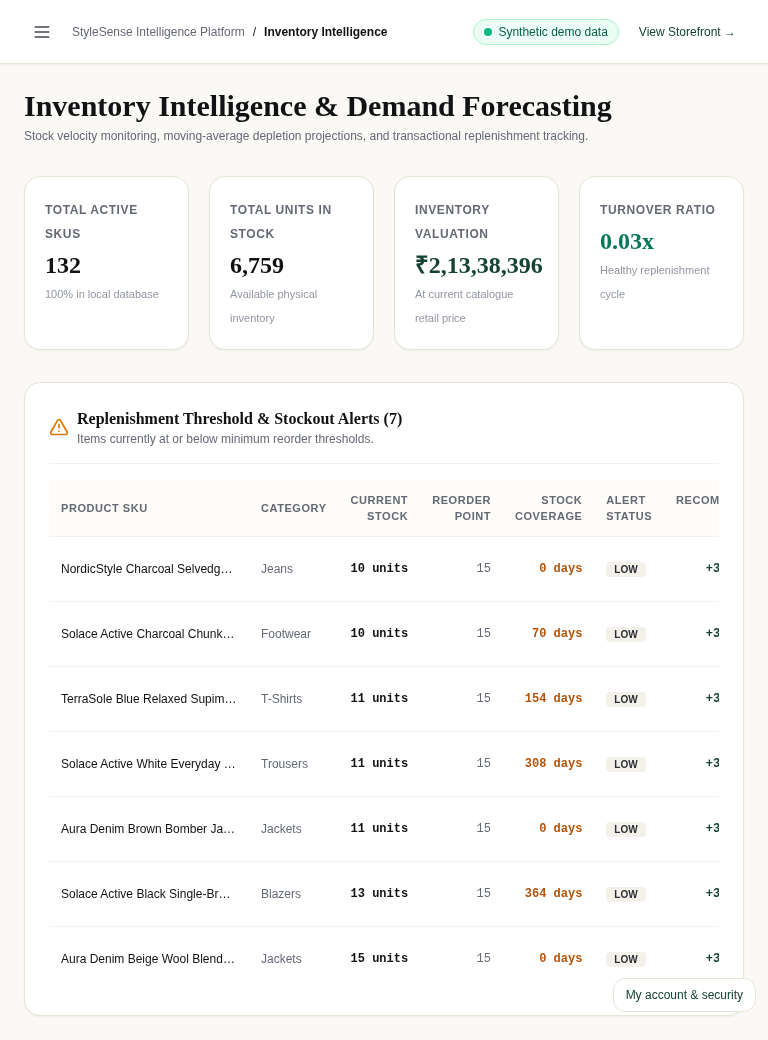 StyleSense Intelligence Platform / Inventory Intelligence
Synthetic demo data
View Storefront →
Inventory Intelligence & Demand Forecasting
Stock velocity monitoring, moving-average depletion projections, and transactional replenishment tracking.
TOTAL ACTIVE
SKUS
132
100% in local database
TOTAL UNITS IN
STOCK
6,759
Available physical
inventory
INVENTORY
VALUATION
₹2,13,38,396
At current catalogue
retail price
TURNOVER RATIO
0.03x
Healthy replenishment
cycle
Replenishment Threshold & Stockout Alerts (7)
Items currently at or below minimum reorder thresholds.
PRODUCT SKU CATEGORY CURRENT STOCK REORDER POINT STOCK COVERAGE ALERT STATUS RECOM
NordicStyle Charcoal Selvedg… Jeans 10 units 15 0 days LOW +3
Solace Active Charcoal Chunk… Footwear 10 units 15 70 days LOW +3
TerraSole Blue Relaxed Supim… T-Shirts 11 units 15 154 days LOW +3
Solace Active White Everyday … Trousers 11 units 15 308 days LOW +3
Aura Denim Brown Bomber Ja… Jackets 11 units 15 0 days LOW +3
Solace Active Black Single-Br… Blazers 13 units 15 364 days LOW +3
Aura Denim Beige Wool Blend… Jackets 15 units 15 0 days LOW +3
My account & security